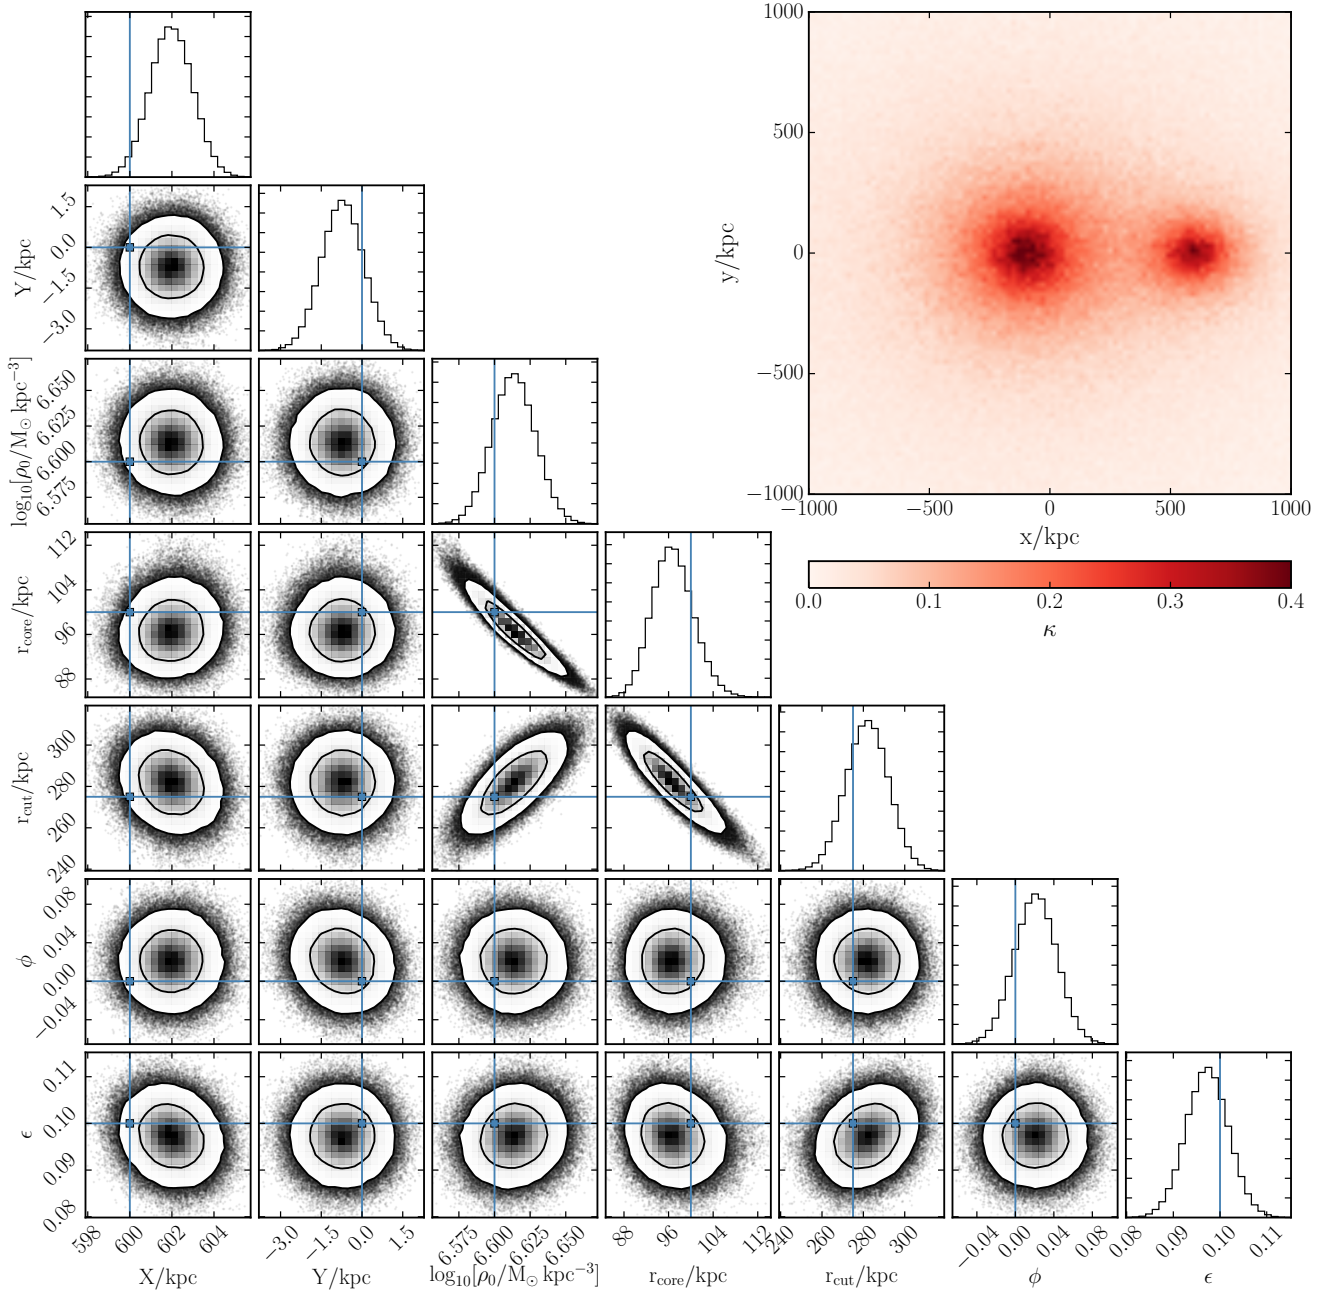 1000
500
0
−500
−1000
y/kpc
−1000 −500 0 500 1000
x/kpc
0.0 0.1 0.2 0.3 0.4
κ
1.5
0.0
−1.5
−3.0
Y/kpc
6.650
6.625
6.600
6.575
log₁₀[ρ₀/M⊙ kpc⁻³]
112
104
96
88
r_core/kpc
300
280
260
240
r_cut/kpc
0.08
0.04
0.00
−0.04
ϕ
0.11
0.10
0.09
0.08
ϵ
598 600 602 604
−3.0 −1.5 0.0 1.5
6.575 6.600 6.625 6.650
88 96 104 112
240 260 280 300
−0.04 0.00 0.04 0.08
0.08 0.09 0.10 0.11
X/kpc Y/kpc log₁₀[ρ₀/M⊙ kpc⁻³] r_core/kpc r_cut/kpc ϕ ϵ